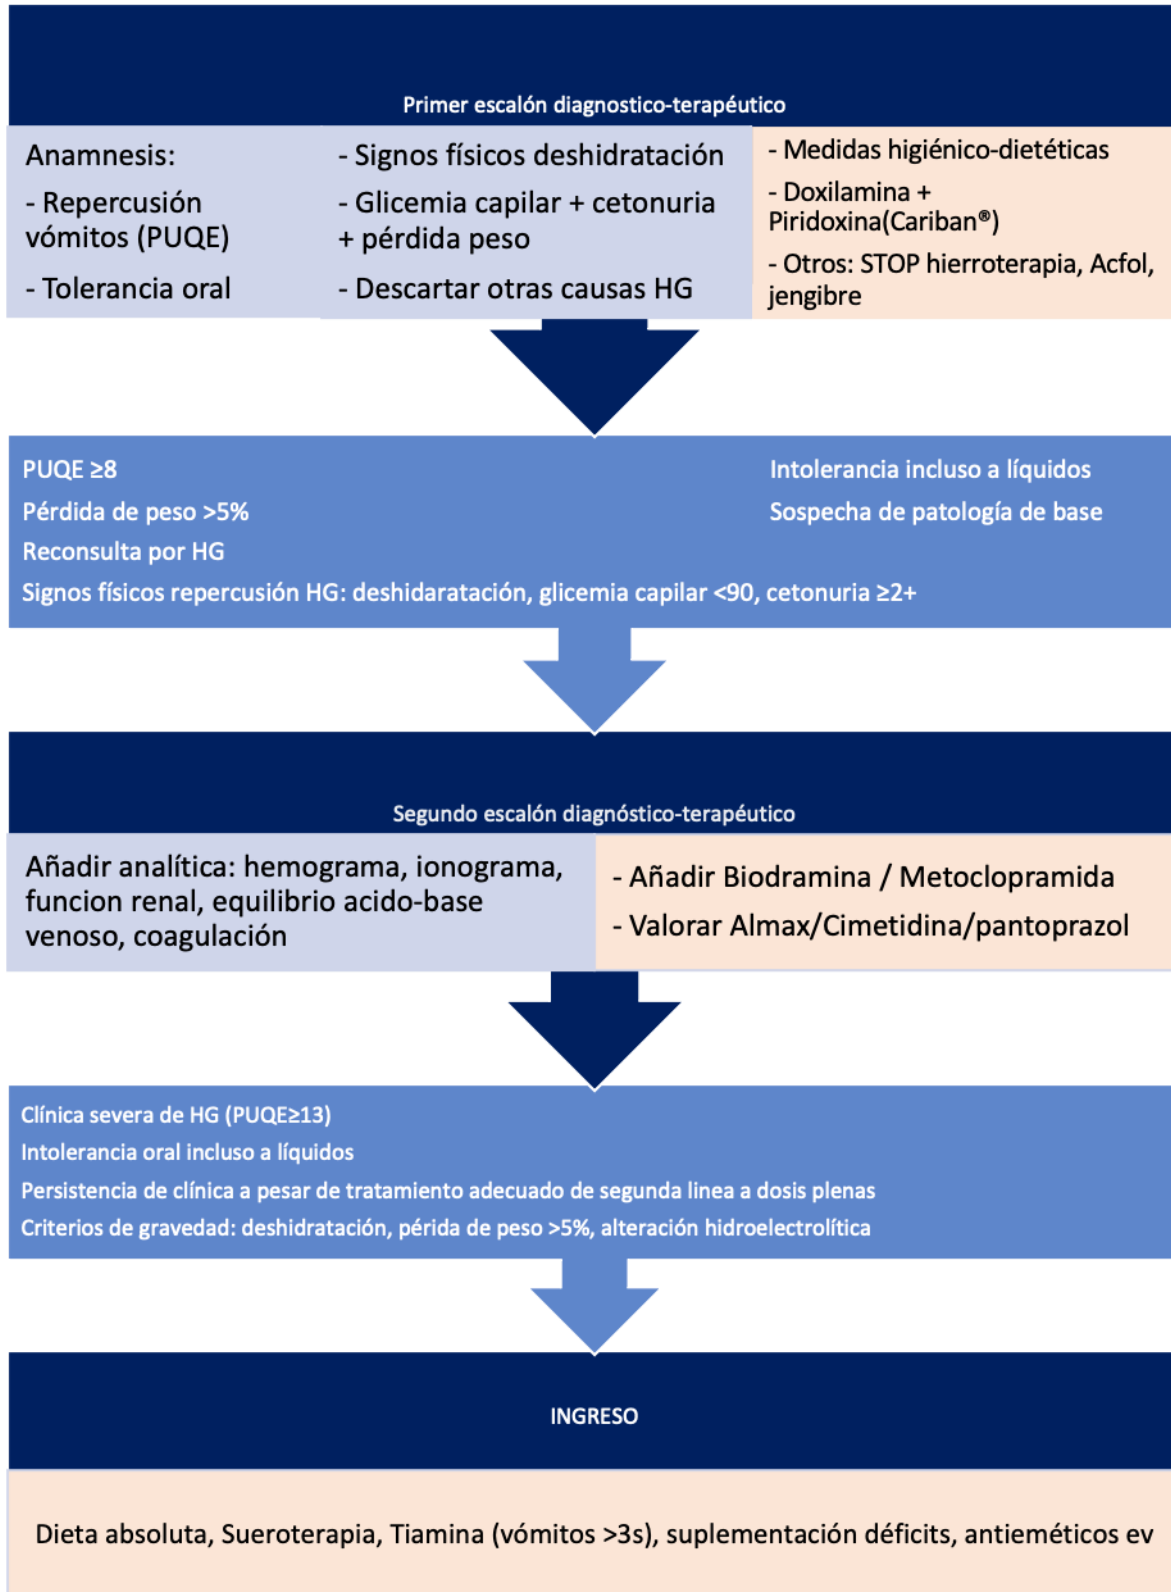 Primer escalón diagnostico-terapéutico
Anamnesis:
- Repercusión
vómitos (PUQE)
- Tolerancia oral
- Signos físicos deshidratación
- Glicemia capilar + cetonuria
+ pérdida peso
- Descartar otras causas HG
- Medidas higiénico-dietéticas
- Doxilamina +
Piridoxina(Cariban®)
- Otros: STOP hierroterapia, Acfol,
jengibre
PUQE ≥8
Pérdida de peso >5%
Reconsulta por HG
Signos físicos repercusión HG: deshidaratación, glicemia capilar <90, cetonuria ≥2+
Intolerancia incluso a líquidos
Sospecha de patología de base
Segundo escalón diagnóstico-terapéutico
Añadir analítica: hemograma, ionograma,
funcion renal, equilibrio acido-base
venoso, coagulación
- Añadir Biodramina / Metoclopramida
- Valorar Almax/Cimetidina/pantoprazol
Clínica severa de HG (PUQE≥13)
Intolerancia oral incluso a líquidos
Persistencia de clínica a pesar de tratamiento adecuado de segunda linea a dosis plenas
Criterios de gravedad: deshidratación, périda de peso >5%, alteración hidroelectrolítica
INGRESO
Dieta absoluta, Sueroterapia, Tiamina (vómitos >3s), suplementación déficits, antieméticos ev